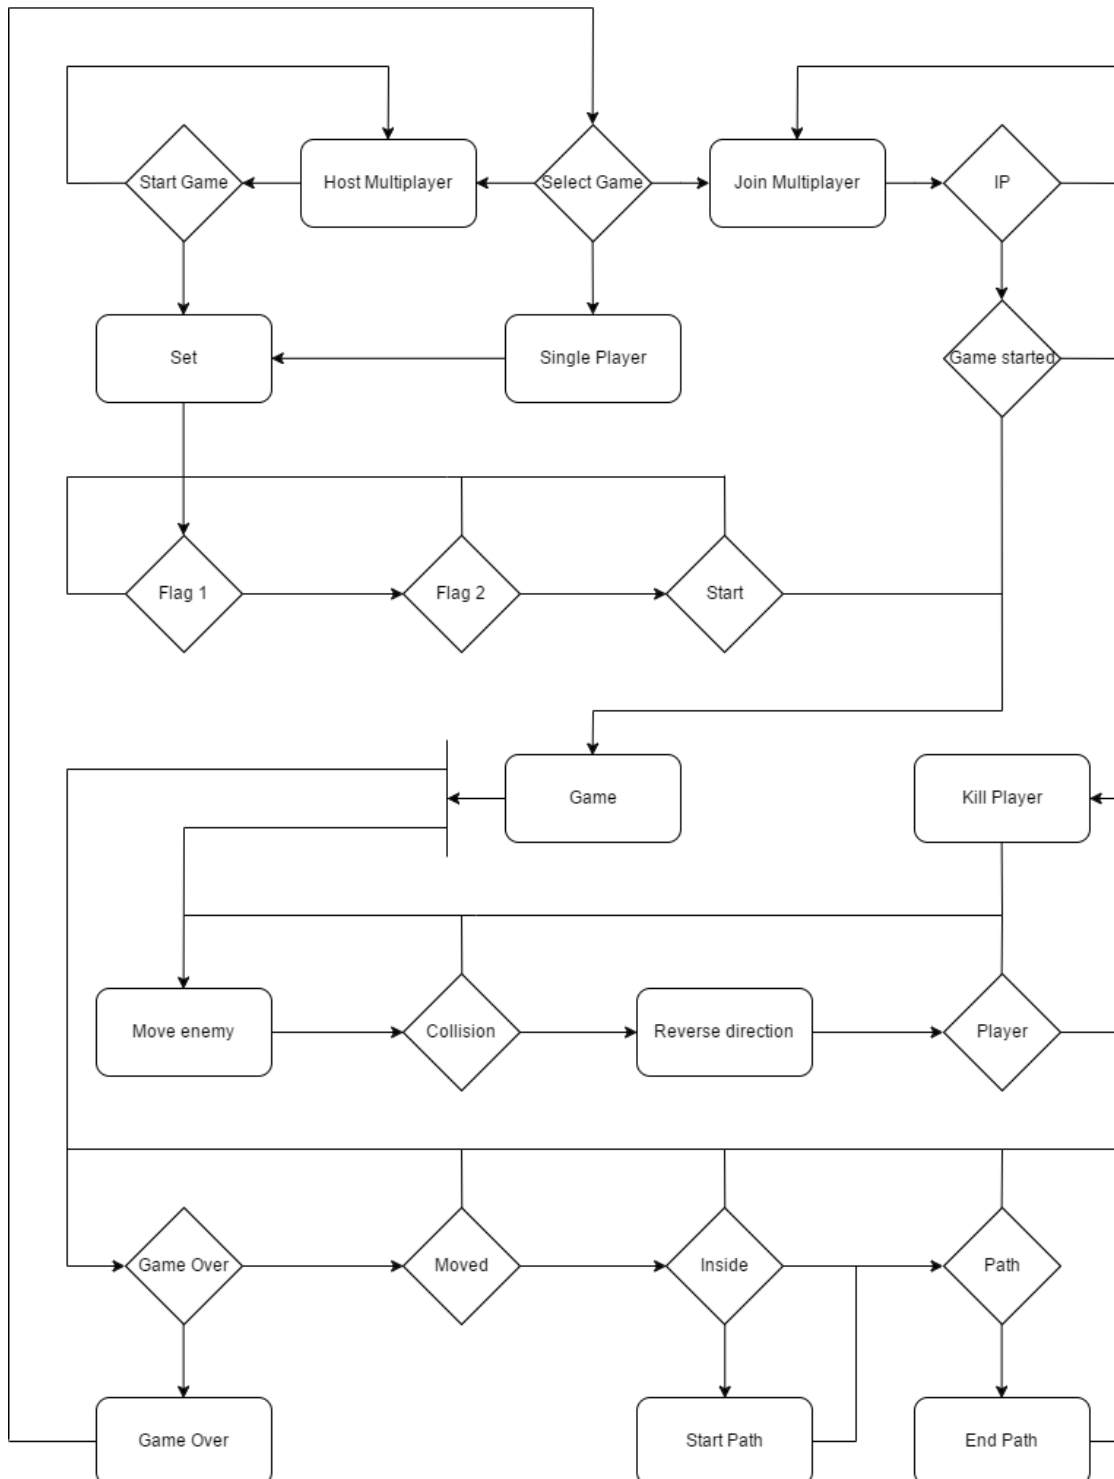 Start Game
Host Multiplayer
Select Game
Join Multiplayer
IP
Set
Single Player
Game started
Flag 1
Flag 2
Start
Game
Kill Player
Move enemy
Collision
Reverse direction
Player
Game Over
Moved
Inside
Path
Game Over
Start Path
End Path